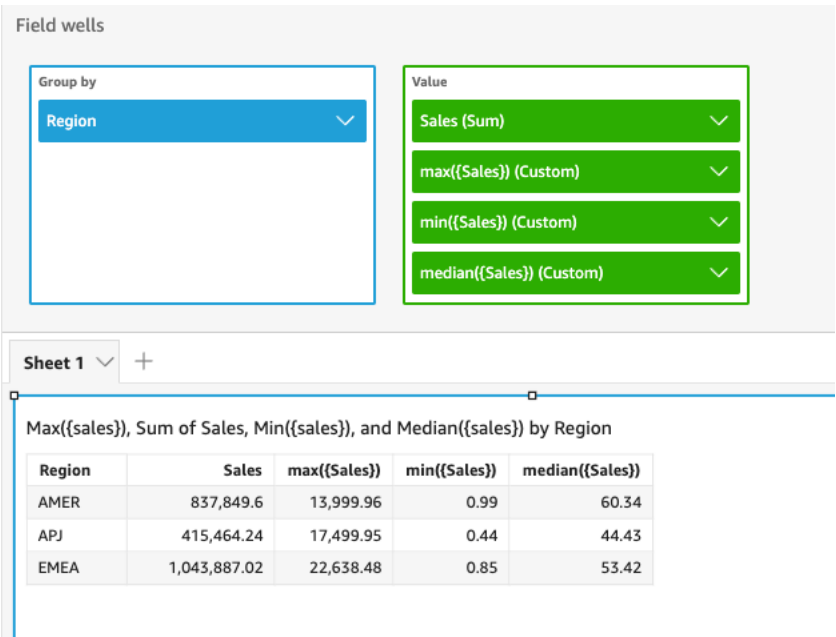 Field wells
Group by
Region
Value
Sales (Sum)
max({Sales}) (Custom)
min({Sales}) (Custom)
median({Sales}) (Custom)
Sheet 1
Max({sales}), Sum of Sales, Min({sales}), and Median({sales}) by Region
Region Sales max({Sales}) min({Sales}) median({Sales})
AMER 837,849.6 13,999.96 0.99 60.34
APJ 415,464.24 17,499.95 0.44 44.43
EMEA 1,043,887.02 22,638.48 0.85 53.42